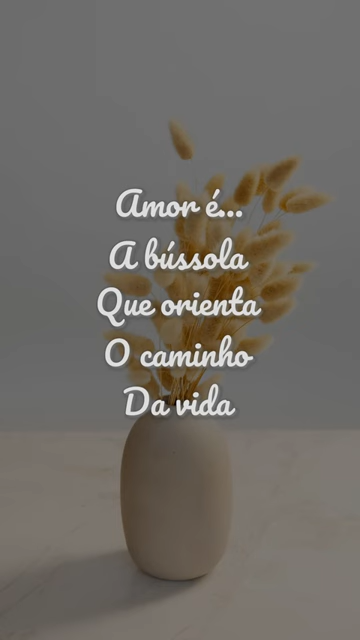 Amor é...
A bússola
Que orienta
O caminho
Da vida